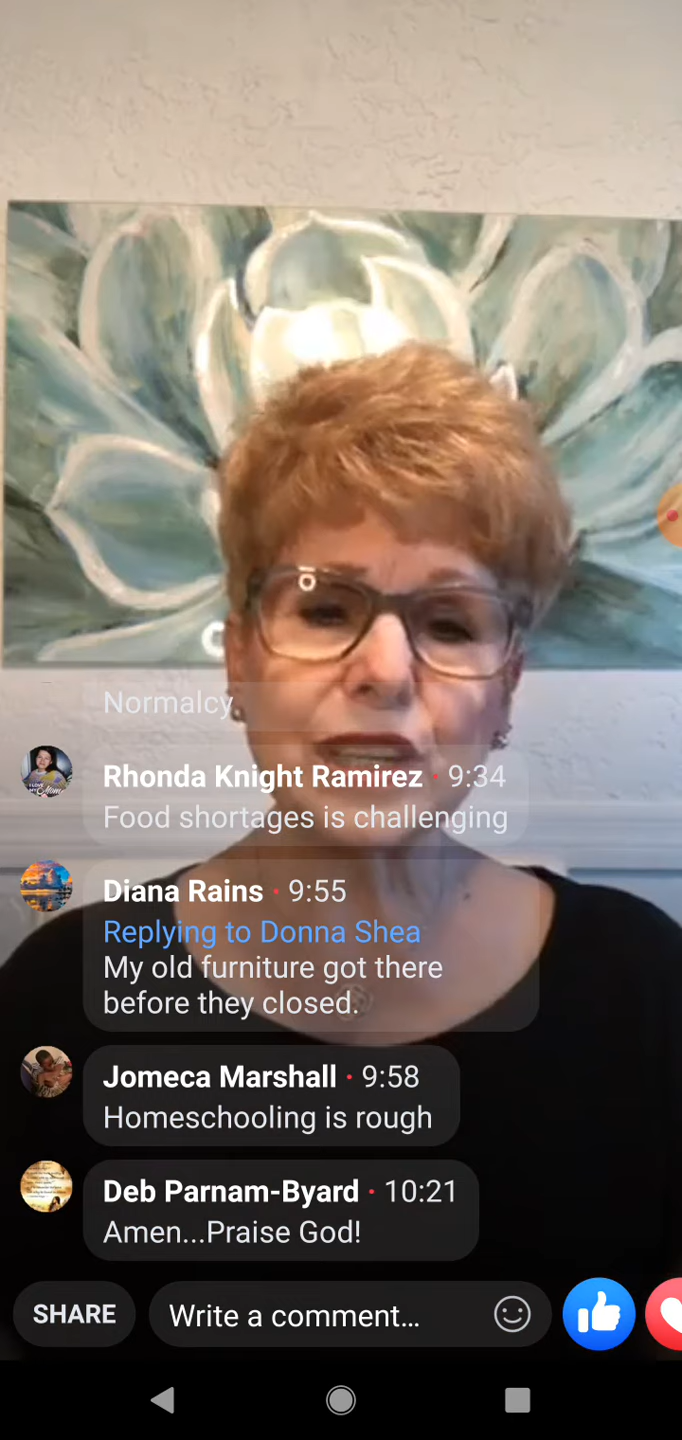 Normalcy
Rhonda Knight Ramirez · 9:34
Food shortages is challenging
Diana Rains · 9:55
Replying to Donna Shea
My old furniture got there
before they closed.
Jomeca Marshall · 9:58
Homeschooling is rough
Deb Parnam-Byard · 10:21
Amen...Praise God!
SHARE
Write a comment...